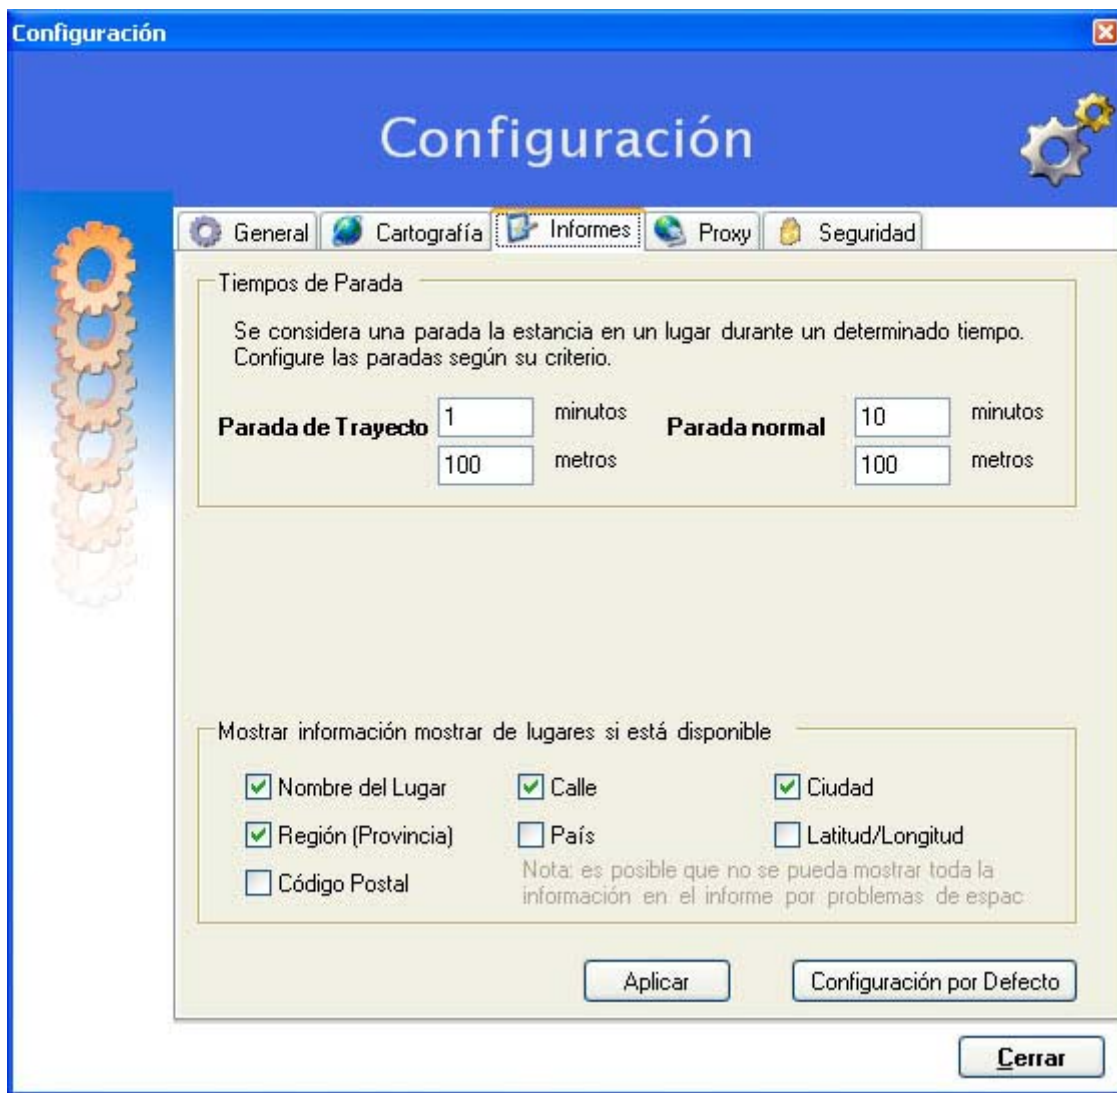 Configuración
Configuración
General Cartografía Informes Proxy Seguridad
Tiempos de Parada
Se considera una parada la estancia en un lugar durante un determinado tiempo.
Configure las paradas según su criterio.
Parada de Trayecto 1 minutos Parada normal 10 minutos
100 metros 100 metros
Mostrar información mostrar de lugares si está disponible
Nombre del Lugar Calle Ciudad
Región (Provincia) País Latitud/Longitud
Código Postal
Nota: es posible que no se pueda mostrar toda la
información en el informe por problemas de espac
Aplicar Configuración por Defecto
Cerrar